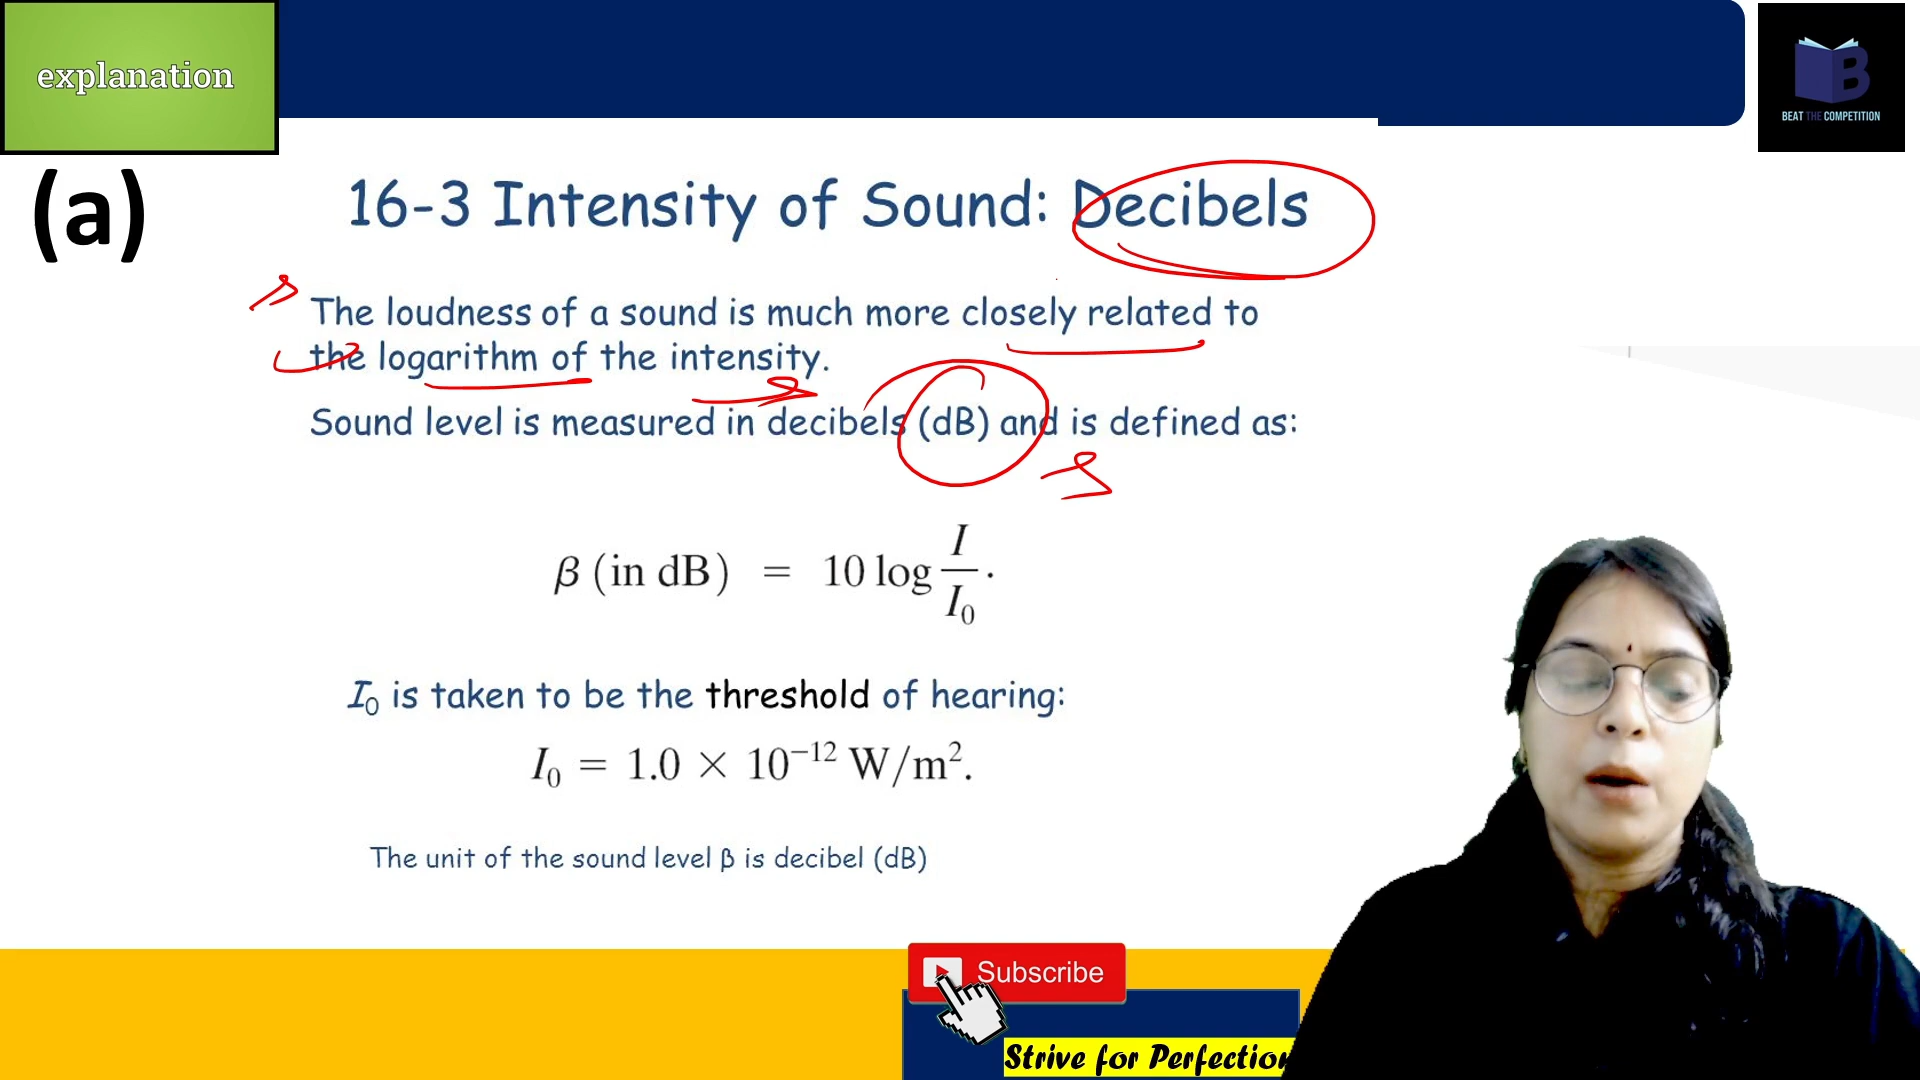 explanation
BEAT THE COMPETITION
(a)
16-3 Intensity of Sound: Decibels
The loudness of a sound is much more closely related to
the logarithm of the intensity.
Sound level is measured in decibels (dB) and is defined as:
β (in dB) = 10 log I/I₀.
I₀ is taken to be the threshold of hearing:
I₀ = 1.0 × 10⁻¹² W/m².
The unit of the sound level β is decibel (dB)
Subscribe
Strive for Perfection